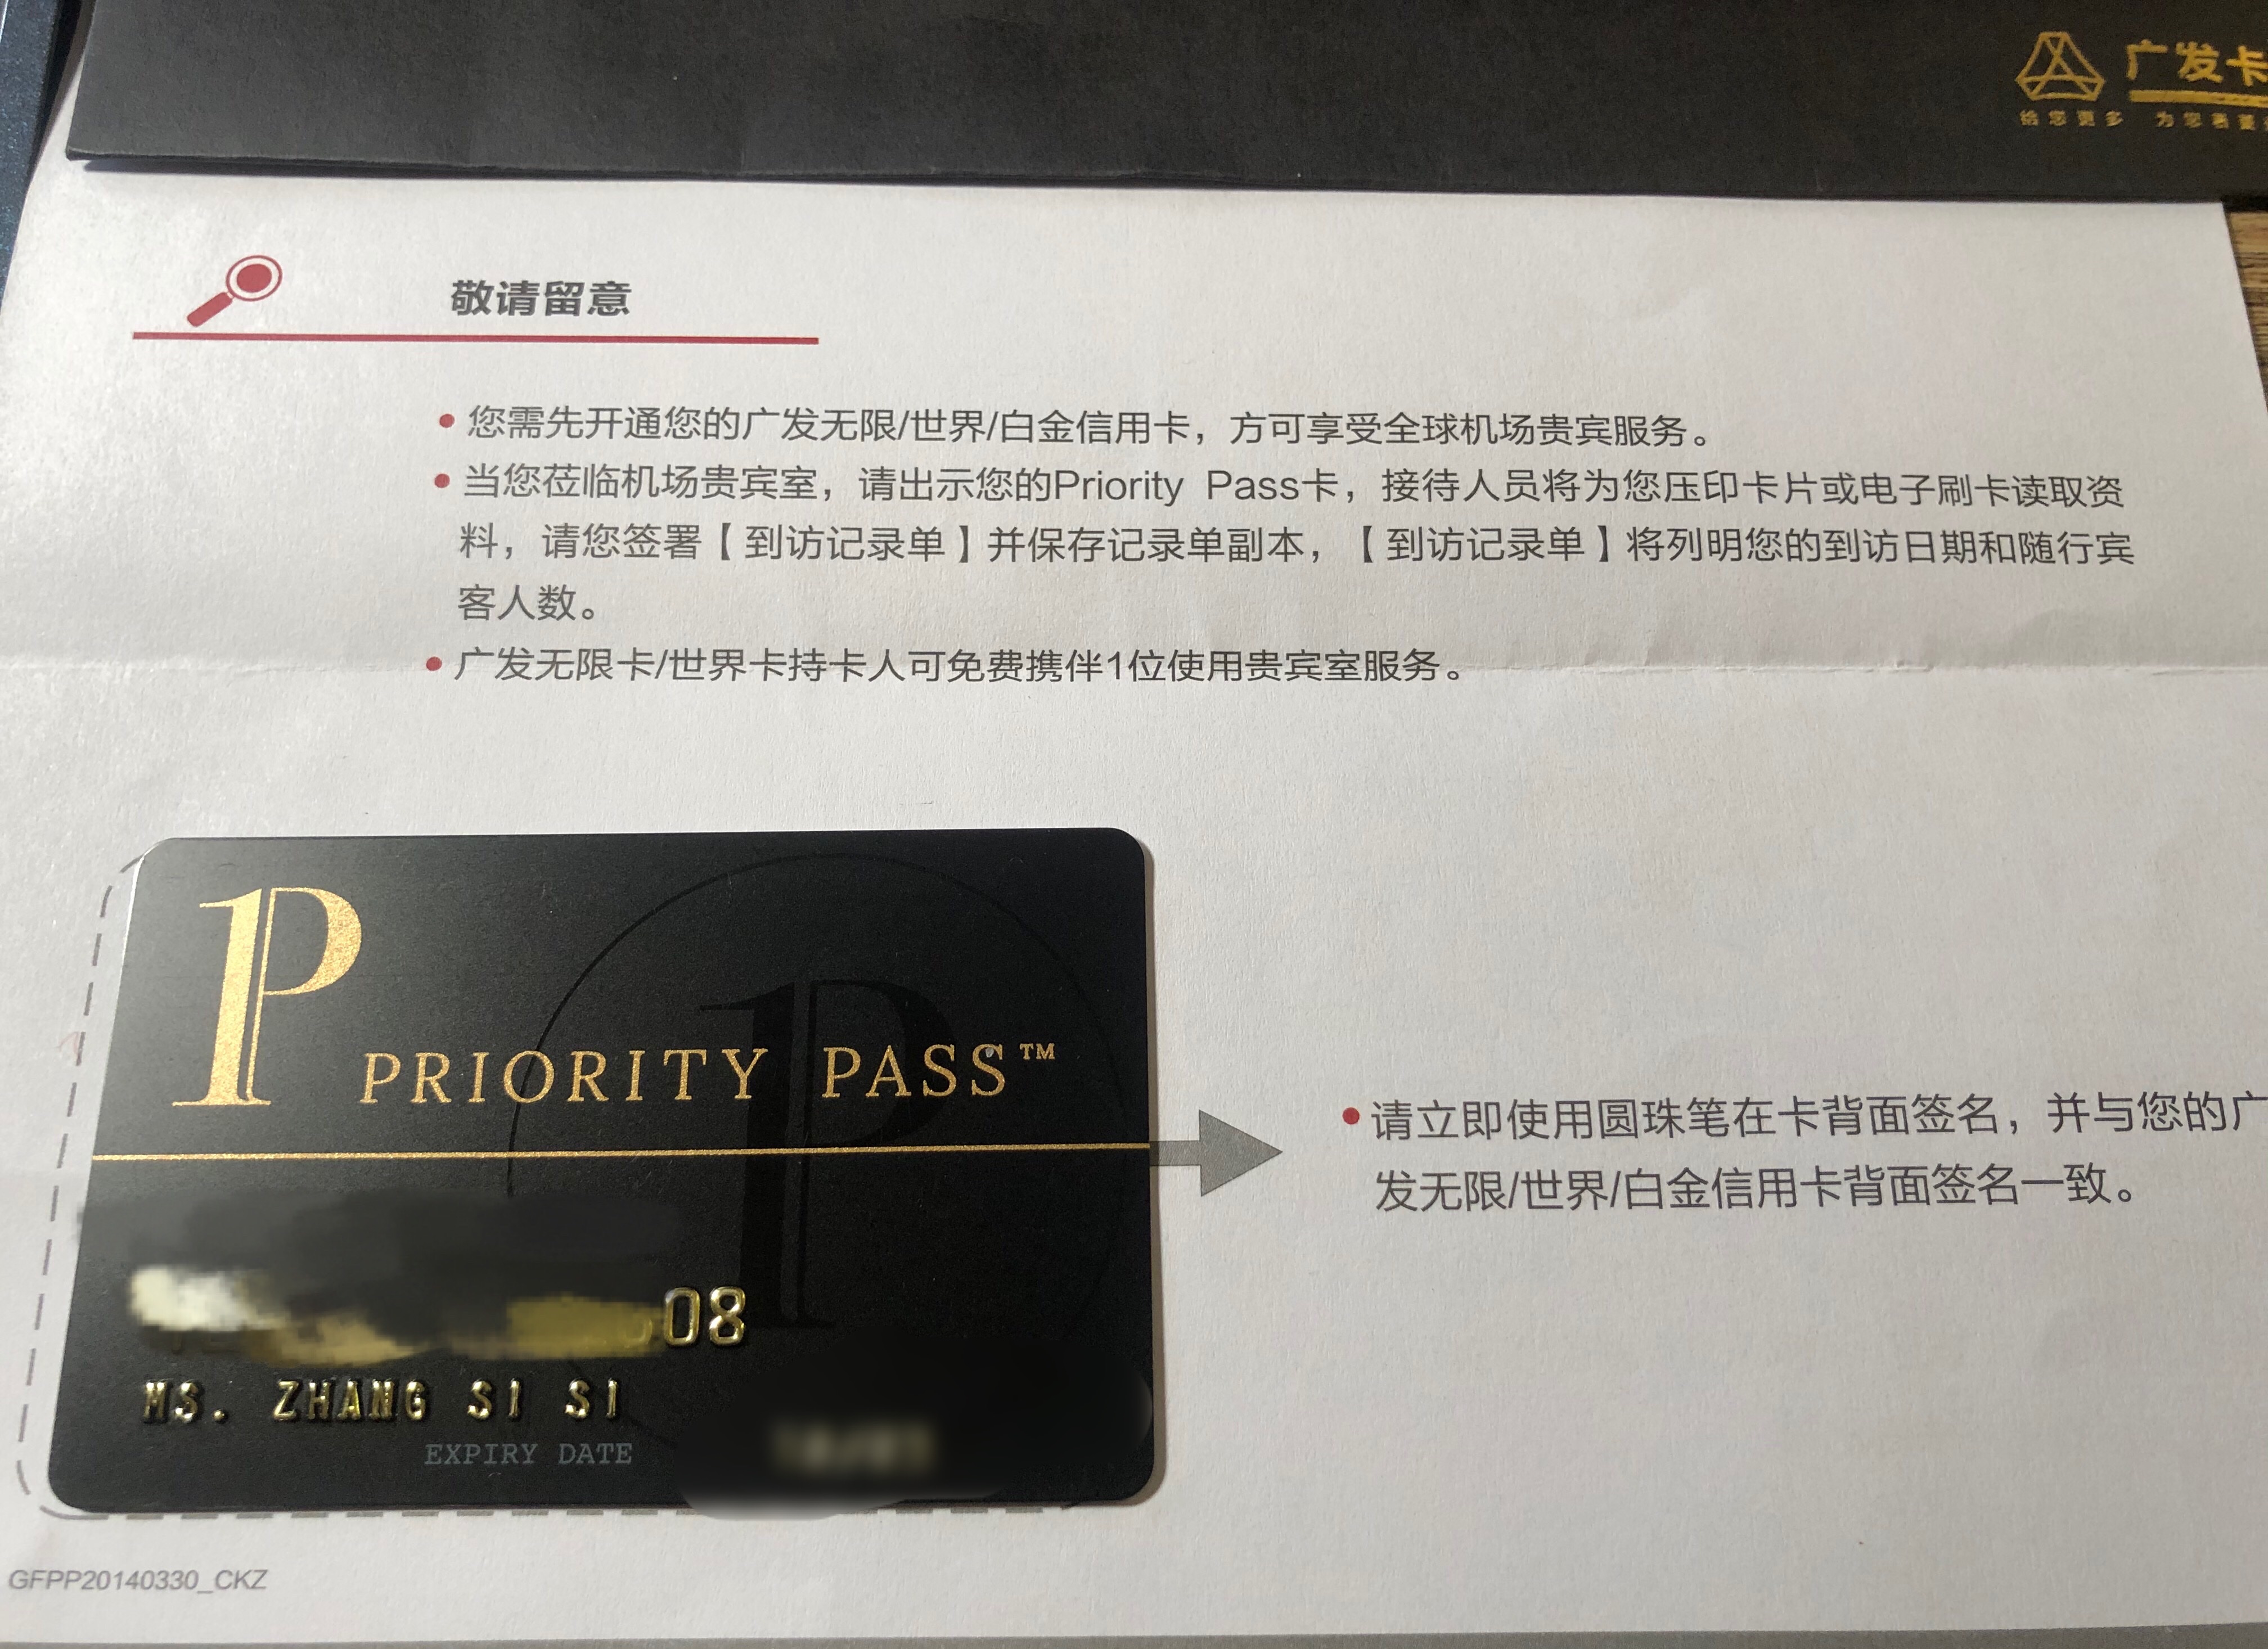 广发卡
给您更多 为您着
敬请留意
•您需先开通您的广发无限/世界/白金信用卡，方可享受全球机场贵宾服务。
•当您莅临机场贵宾室，请出示您的Priority Pass卡，接待人员将为您压印卡片或电子刷卡读取资
料，请您签署【到访记录单】并保存记录单副本，【到访记录单】将列明您的到访日期和随行宾
客人数。
•广发无限卡/世界卡持卡人可免费携伴1位使用贵宾室服务。
PRIORITY PASS™
08
MS. ZHANG SI SI
EXPIRY DATE
•请立即使用圆珠笔在卡背面签名，并与您的广
发无限/世界/白金信用卡背面签名一致。
GFPP20140330_CKZ